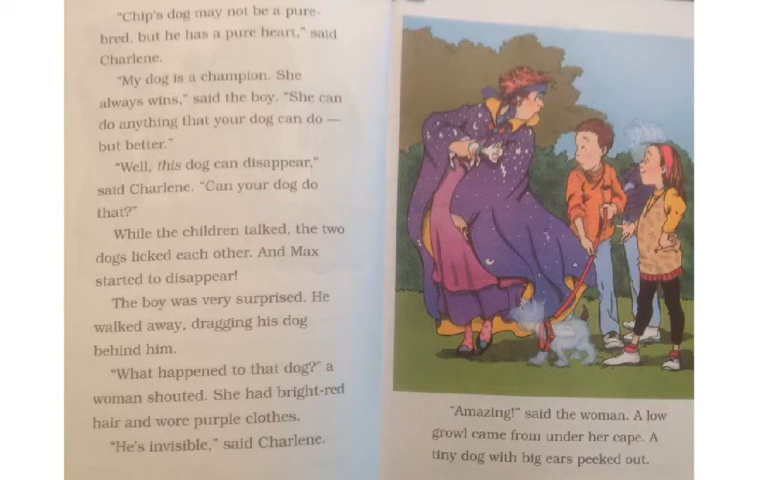 "Chip's dog may not be a pure-
bred, but he has a pure heart," said
Charlene.
"My dog is a champion. She
always wins," said the boy. "She can
do anything that your dog can do —
but better."
"Well, this dog can disappear,"
said Charlene. "Can your dog do
that?"
While the children talked, the two
dogs licked each other. And Max
started to disappear!
The boy was very surprised. He
walked away, dragging his dog
behind him.
"What happened to that dog?" a
woman shouted. She had bright-red
hair and wore purple clothes.
"He's invisible," said Charlene.
"Amazing!" said the woman. A low
growl came from under her cape. A
tiny dog with big ears peeked out.